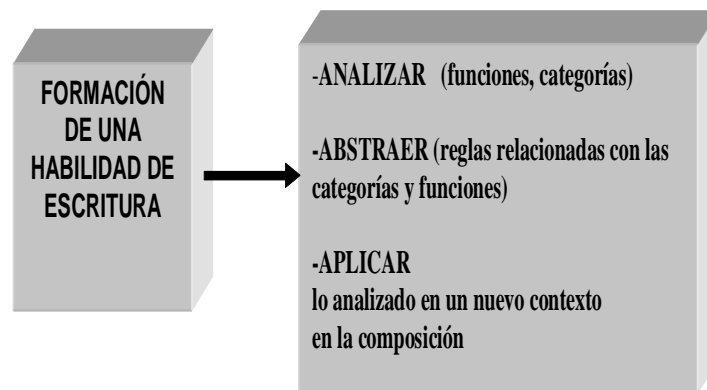 FORMACIÓN
DE UNA
HABILIDAD DE
ESCRITURA
-ANALIZAR (funciones, categorías)
-ABSTRAER (reglas relacionadas con las
categorías y funciones)
-APLICAR
lo analizado en un nuevo contexto
en la composición